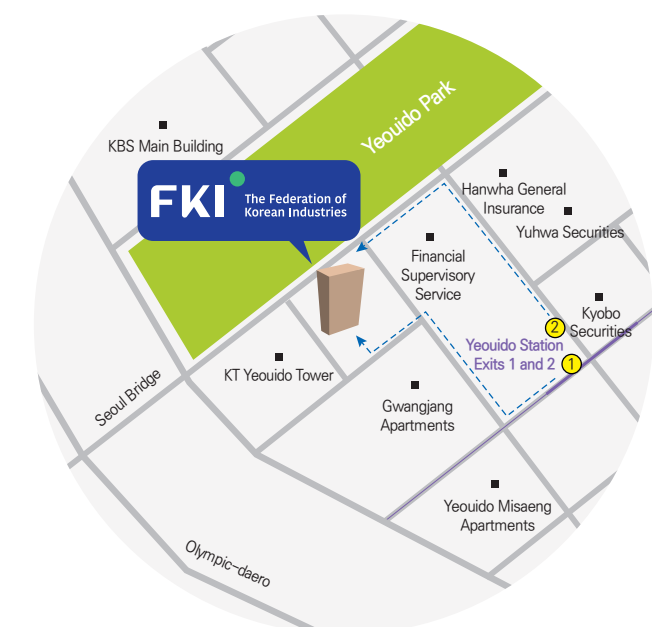 Yeouido Park
KBS Main Building
FKI
The Federation of
Korean Industries
Hanwha General
Insurance
Yuhwa Securities
Financial
Supervisory
Service
Kyobo
Securities
2
Yeouido Station
Exits 1 and 2
1
KT Yeouido Tower
Seoul Bridge
Gwangjang
Apartments
Yeouido Misaeng
Apartments
Olympic-daero